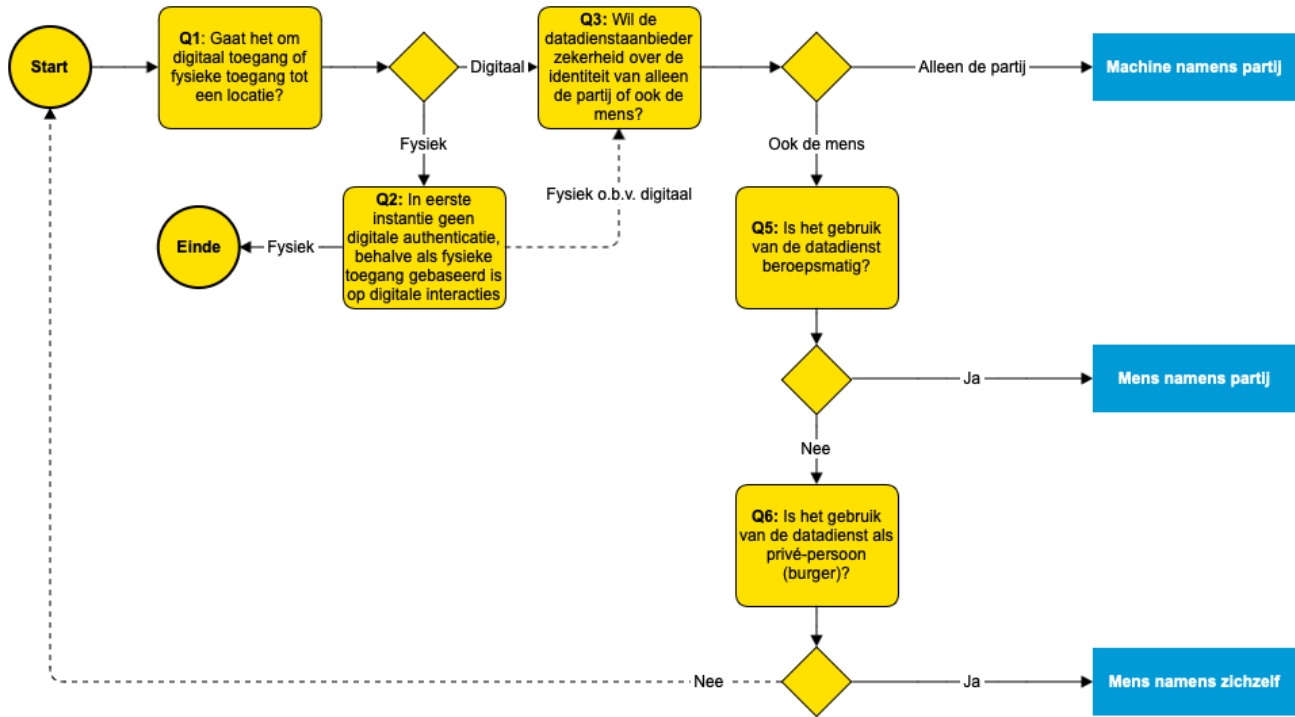 Start
Q1: Gaat het om
digitaal toegang of
fysieke toegang tot
een locatie?
Digitaal
Q3: Wil de
datadienstaanbieder
zekerheid over de
identiteit van alleen
de partij of ook de
mens?
Alleen de partij
Machine namens partij
Fysiek
Ook de mens
Einde
Fysiek
Q2: In eerste
instantie geen
digitale authenticatie,
behalve als fysieke
toegang gebaseerd is
op digitale interacties
Fysiek o.b.v. digitaal
Q5: Is het gebruik
van de datadienst
beroepsmatig?
Ja
Mens namens partij
Nee
Q6: Is het gebruik
van de datadienst als
privé-persoon
(burger)?
Nee
Ja
Mens namens zichzelf